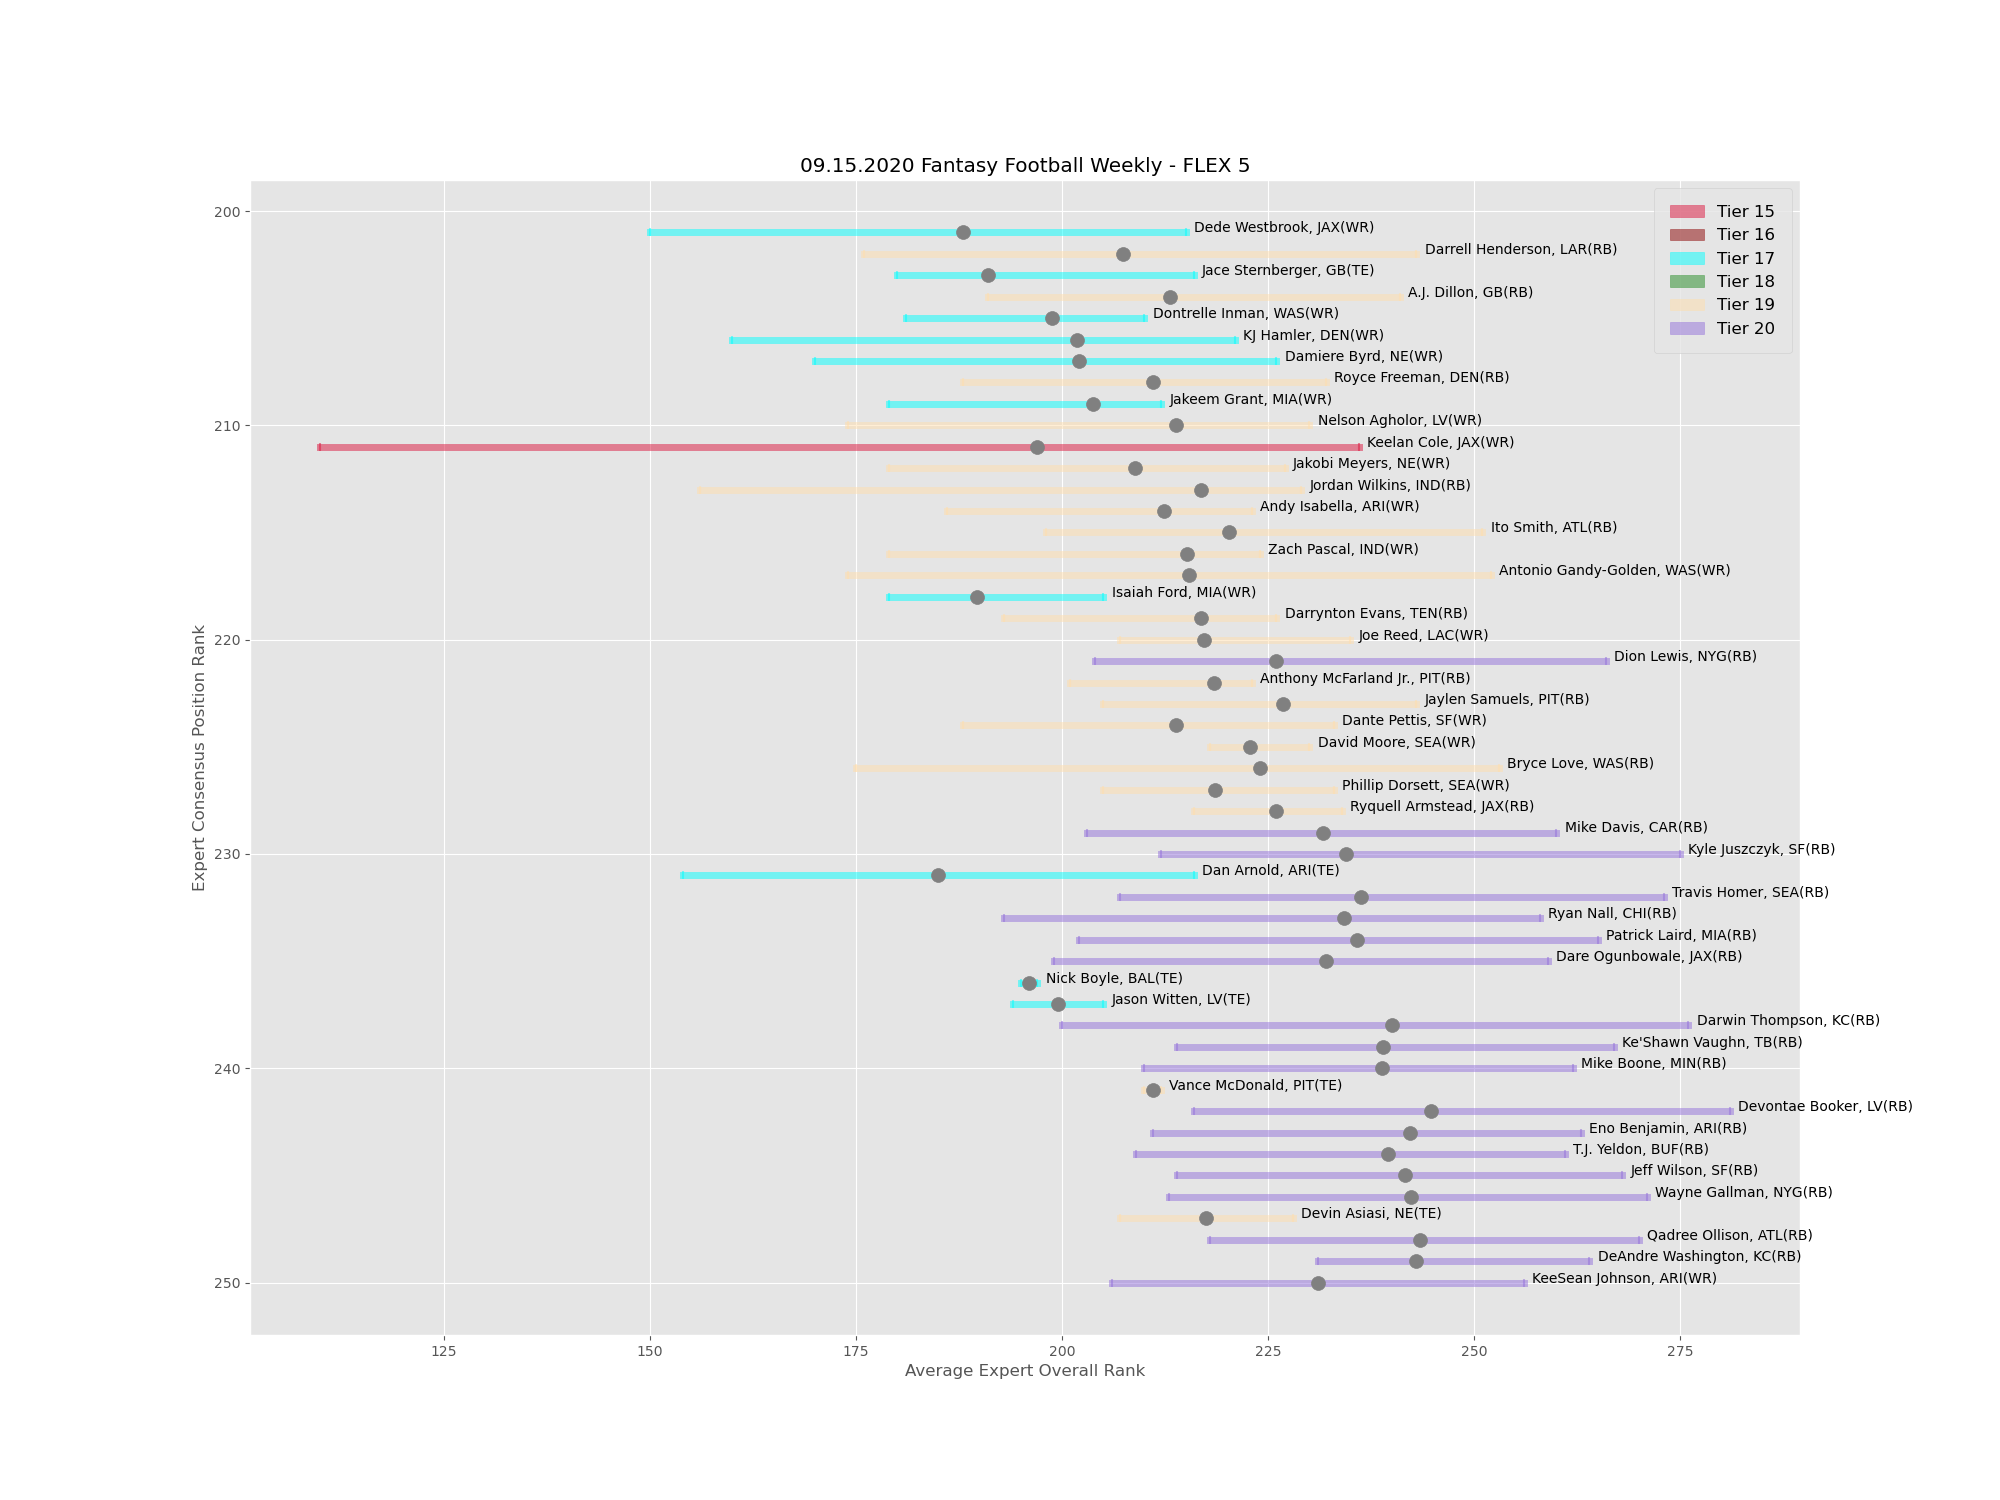 09.15.2020 Fantasy Football Weekly - FLEX 5
Tier 15
Tier 16
Tier 17
Tier 18
Tier 19
Tier 20
Expert Consensus Position Rank
200
210
220
230
240
250
Dede Westbrook, JAX(WR)
Darrell Henderson, LAR(RB)
Jace Sternberger, GB(TE)
A.J. Dillon, GB(RB)
Dontrelle Inman, WAS(WR)
KJ Hamler, DEN(WR)
Damiere Byrd, NE(WR)
Royce Freeman, DEN(RB)
Jakeem Grant, MIA(WR)
Nelson Agholor, LV(WR)
Keelan Cole, JAX(WR)
Jakobi Meyers, NE(WR)
Jordan Wilkins, IND(RB)
Andy Isabella, ARI(WR)
Ito Smith, ATL(RB)
Zach Pascal, IND(WR)
Antonio Gandy-Golden, WAS(WR)
Isaiah Ford, MIA(WR)
Darrynton Evans, TEN(RB)
Joe Reed, LAC(WR)
Dion Lewis, NYG(RB)
Anthony McFarland Jr., PIT(RB)
Jaylen Samuels, PIT(RB)
Dante Pettis, SF(WR)
David Moore, SEA(WR)
Bryce Love, WAS(RB)
Phillip Dorsett, SEA(WR)
Ryquell Armstead, JAX(RB)
Mike Davis, CAR(RB)
Kyle Juszczyk, SF(RB)
Dan Arnold, ARI(TE)
Travis Homer, SEA(RB)
Ryan Nall, CHI(RB)
Patrick Laird, MIA(RB)
Dare Ogunbowale, JAX(RB)
Nick Boyle, BAL(TE)
Jason Witten, LV(TE)
Darwin Thompson, KC(RB)
Ke'Shawn Vaughn, TB(RB)
Mike Boone, MIN(RB)
Vance McDonald, PIT(TE)
Devontae Booker, LV(RB)
Eno Benjamin, ARI(RB)
T.J. Yeldon, BUF(RB)
Jeff Wilson, SF(RB)
Wayne Gallman, NYG(RB)
Devin Asiasi, NE(TE)
Qadree Ollison, ATL(RB)
DeAndre Washington, KC(RB)
KeeSean Johnson, ARI(WR)
125 150 175 200 225 250 275
Average Expert Overall Rank